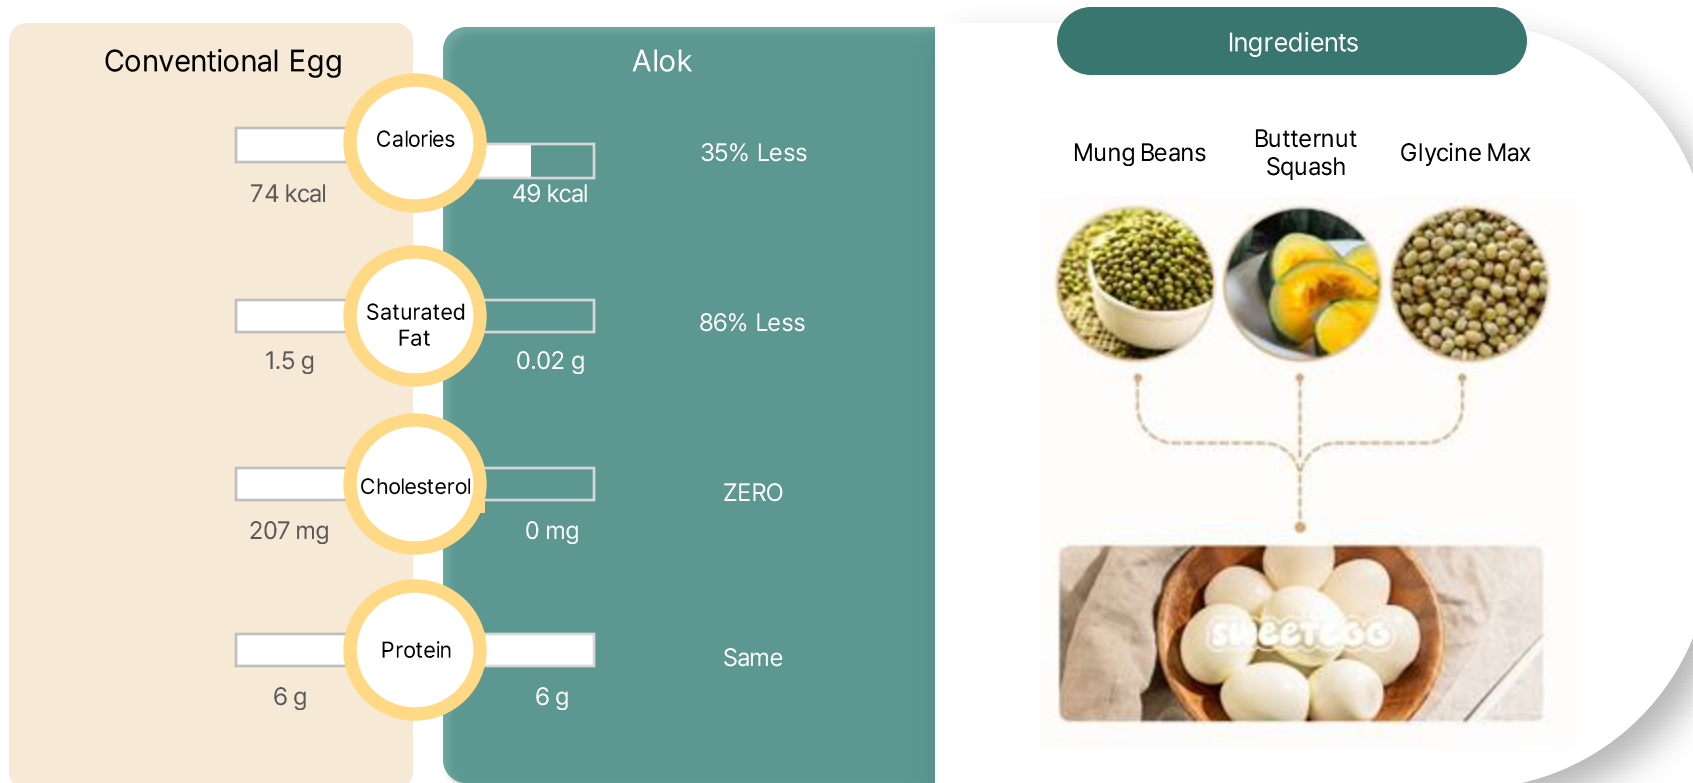 Conventional Egg
Alok
Calories
74 kcal
49 kcal
35% Less
Saturated
Fat
1.5 g
0.02 g
86% Less
Cholesterol
207 mg
0 mg
ZERO
Protein
6 g
6 g
Same
Ingredients
Mung Beans
Butternut
Squash
Glycine Max
SWEETEGG